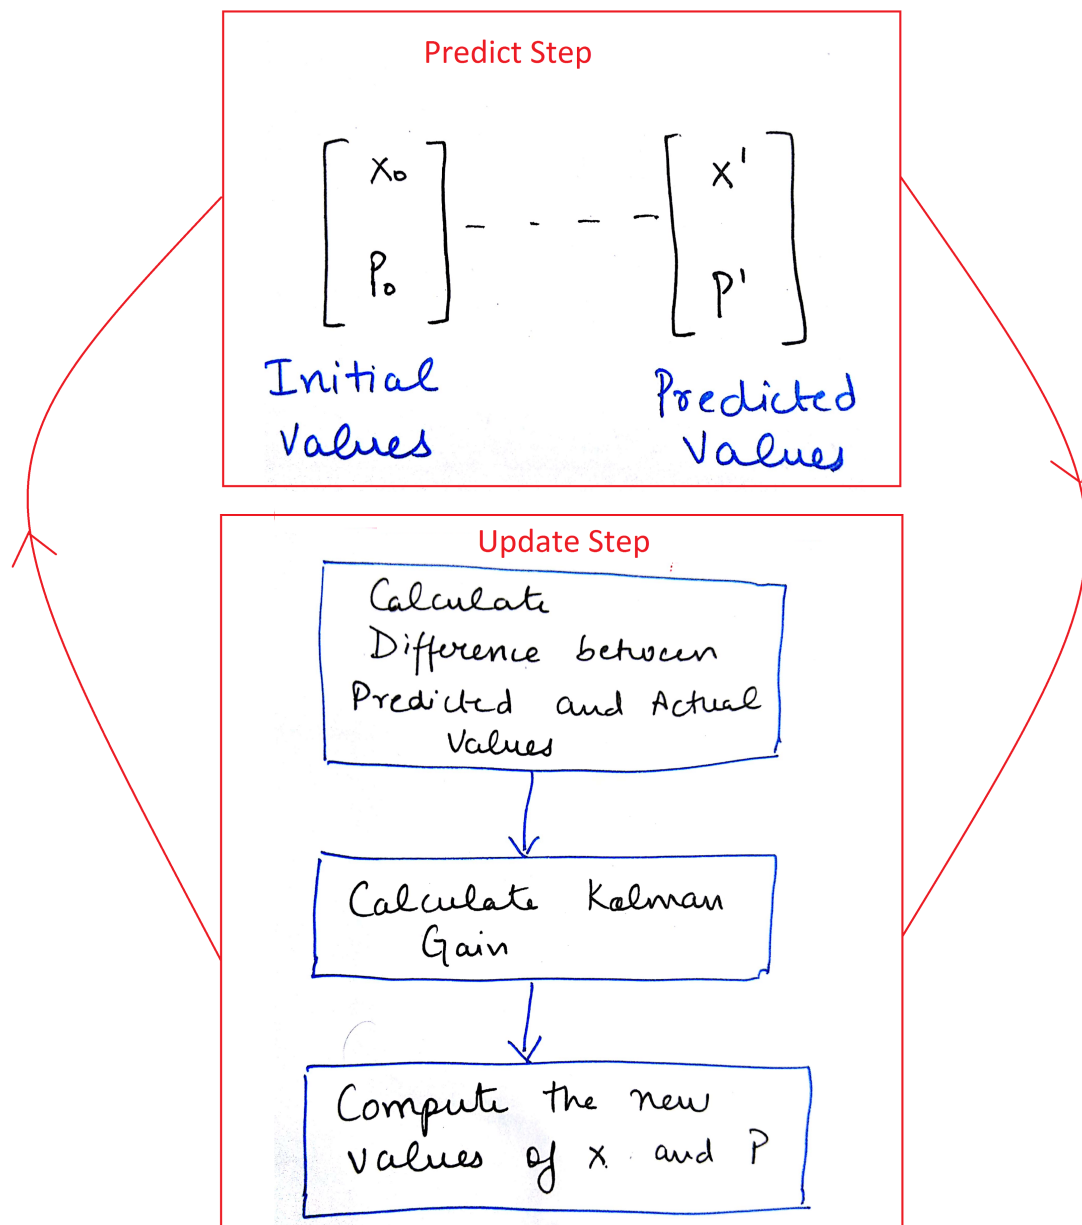 Predict Step
X₀
P₀
X'
P'
Initial
Values
Predicted
Values
Update Step
Calculate
Difference between
Predicted and Actual
Values
Calculate Kalman
Gain
Compute the new
values of x and P